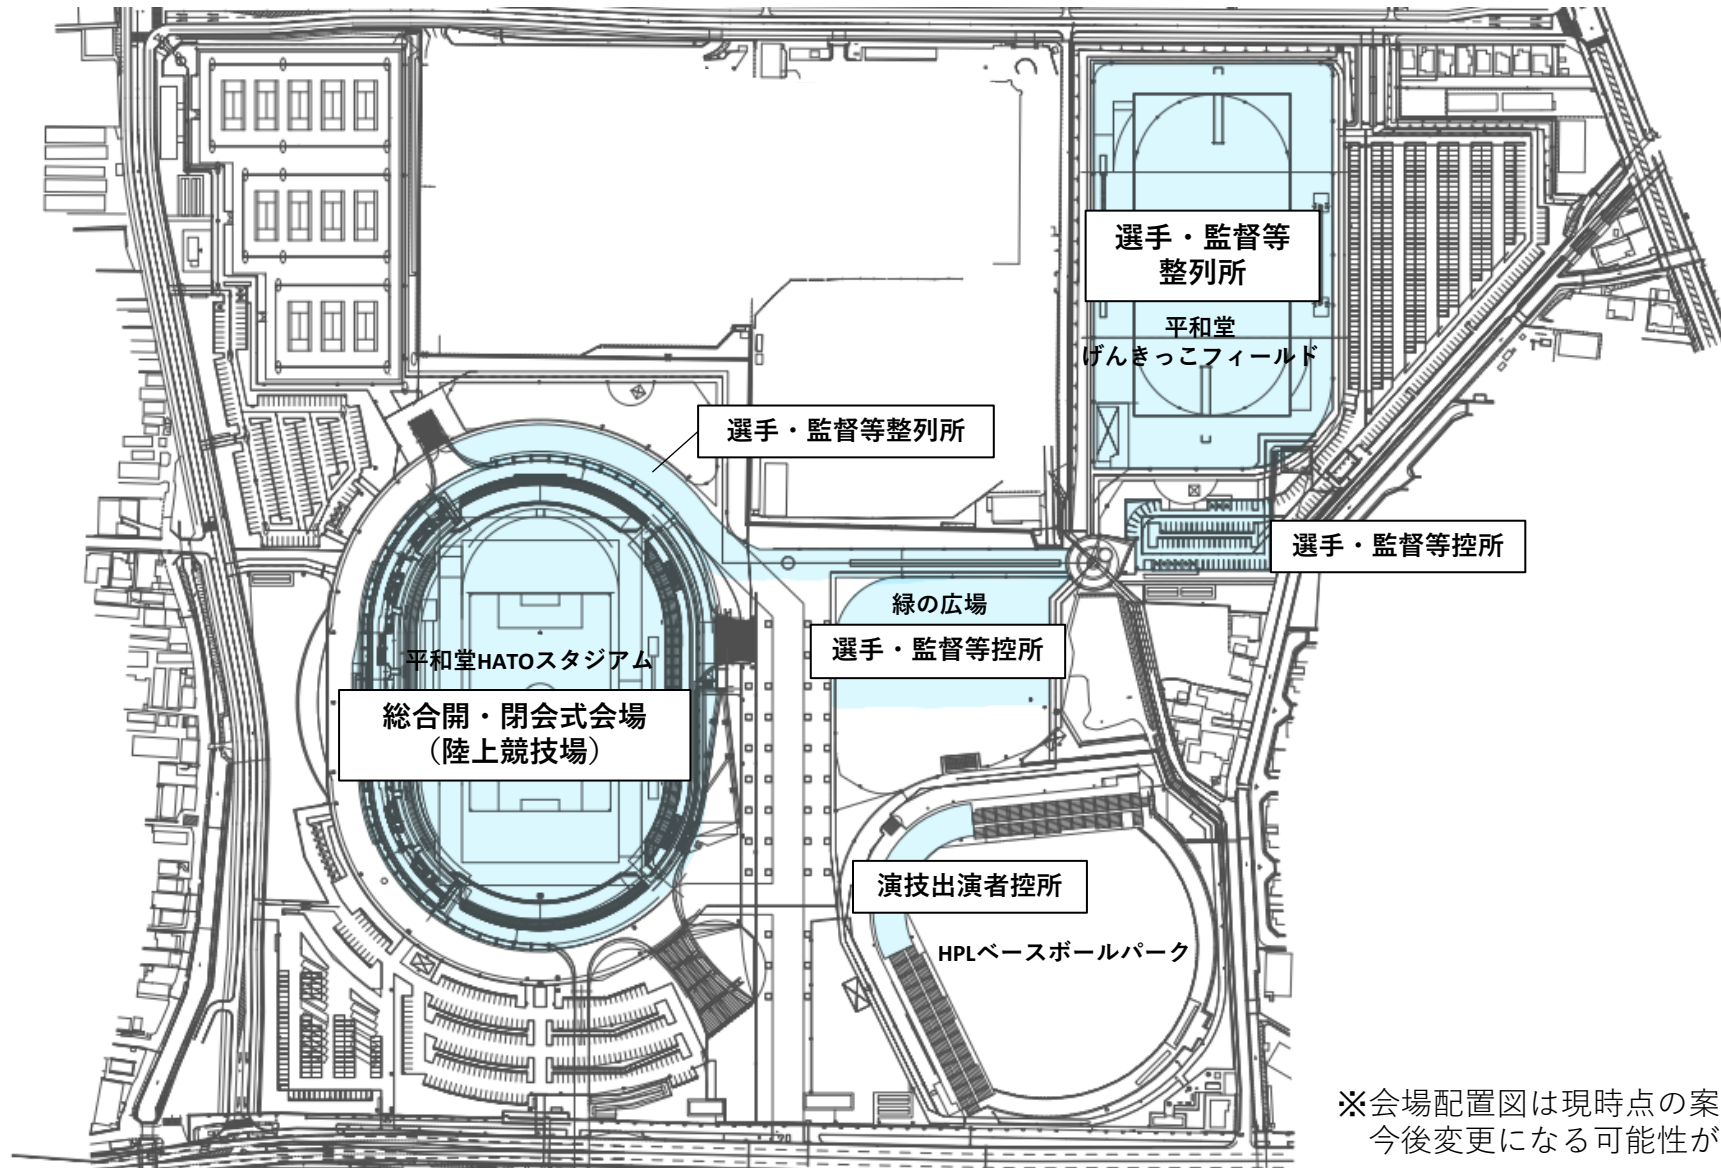 選手・監督等
整列所
平和堂
げんきっこフィールド
選手・監督等整列所
選手・監督等控所
緑の広場
選手・監督等控所
平和堂HATOスタジアム
総合開・閉会式会場
（陸上競技場）
演技出演者控所
HPLベースボールパーク
※会場配置図は現時点の案
今後変更になる可能性が